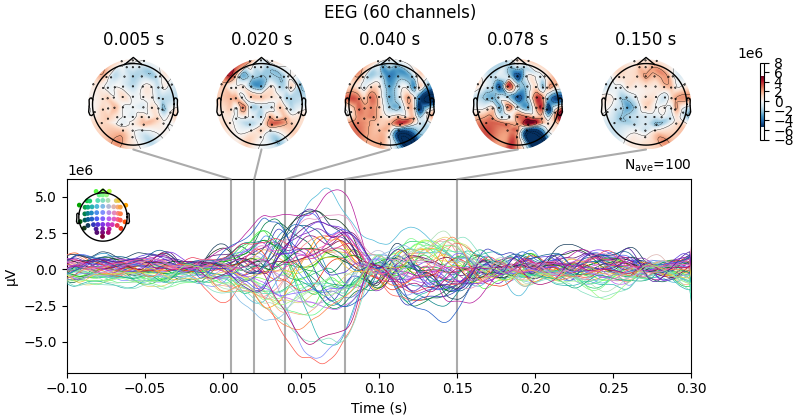 EEG (60 channels)
0.005 s 0.020 s 0.040 s 0.078 s 0.150 s
1e6
8
6
4
2
0
−2
−4
−6
−8
Nave=100
1e6
5.0
2.5
0.0
−2.5
−5.0
µV
−0.10 −0.05 0.00 0.05 0.10 0.15 0.20 0.25 0.30
Time (s)